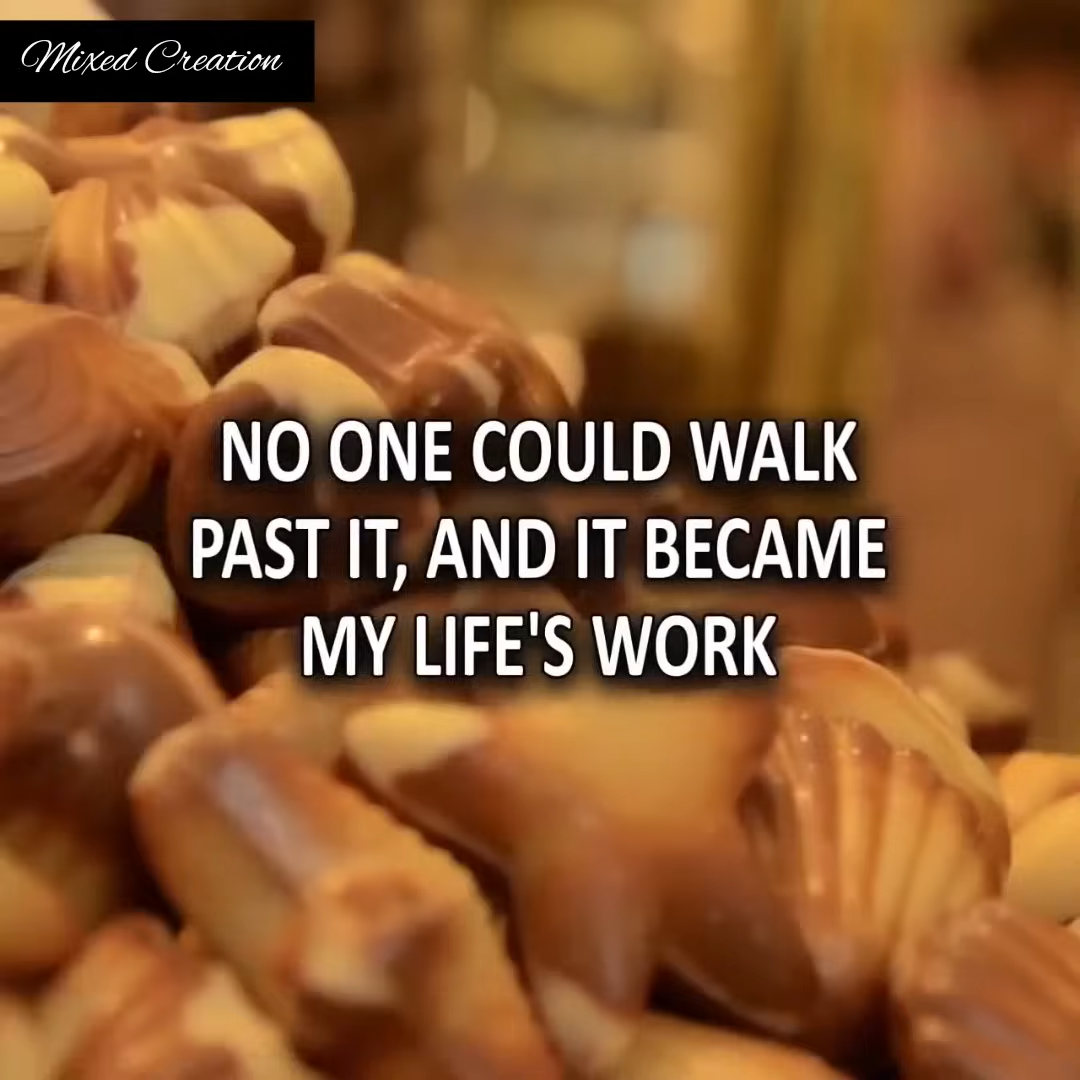 Mixed Creation
NO ONE COULD WALK
PAST IT, AND IT BECAME
MY LIFE'S WORK